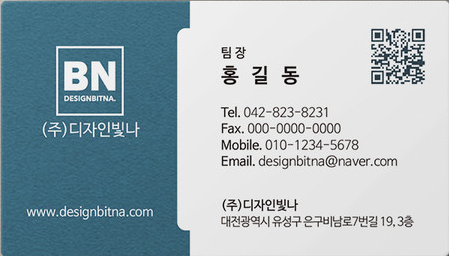 BN
DESIGNBITNA.
(주)디자인빛나
www.designbitna.com
팀 장
홍 길 동
Tel. 042-823-8231
Fax. 000-0000-0000
Mobile. 010-1234-5678
Email. designbitna@naver.com
(주)디자인빛나
대전광역시 유성구 은구비남로7번길 19, 3층